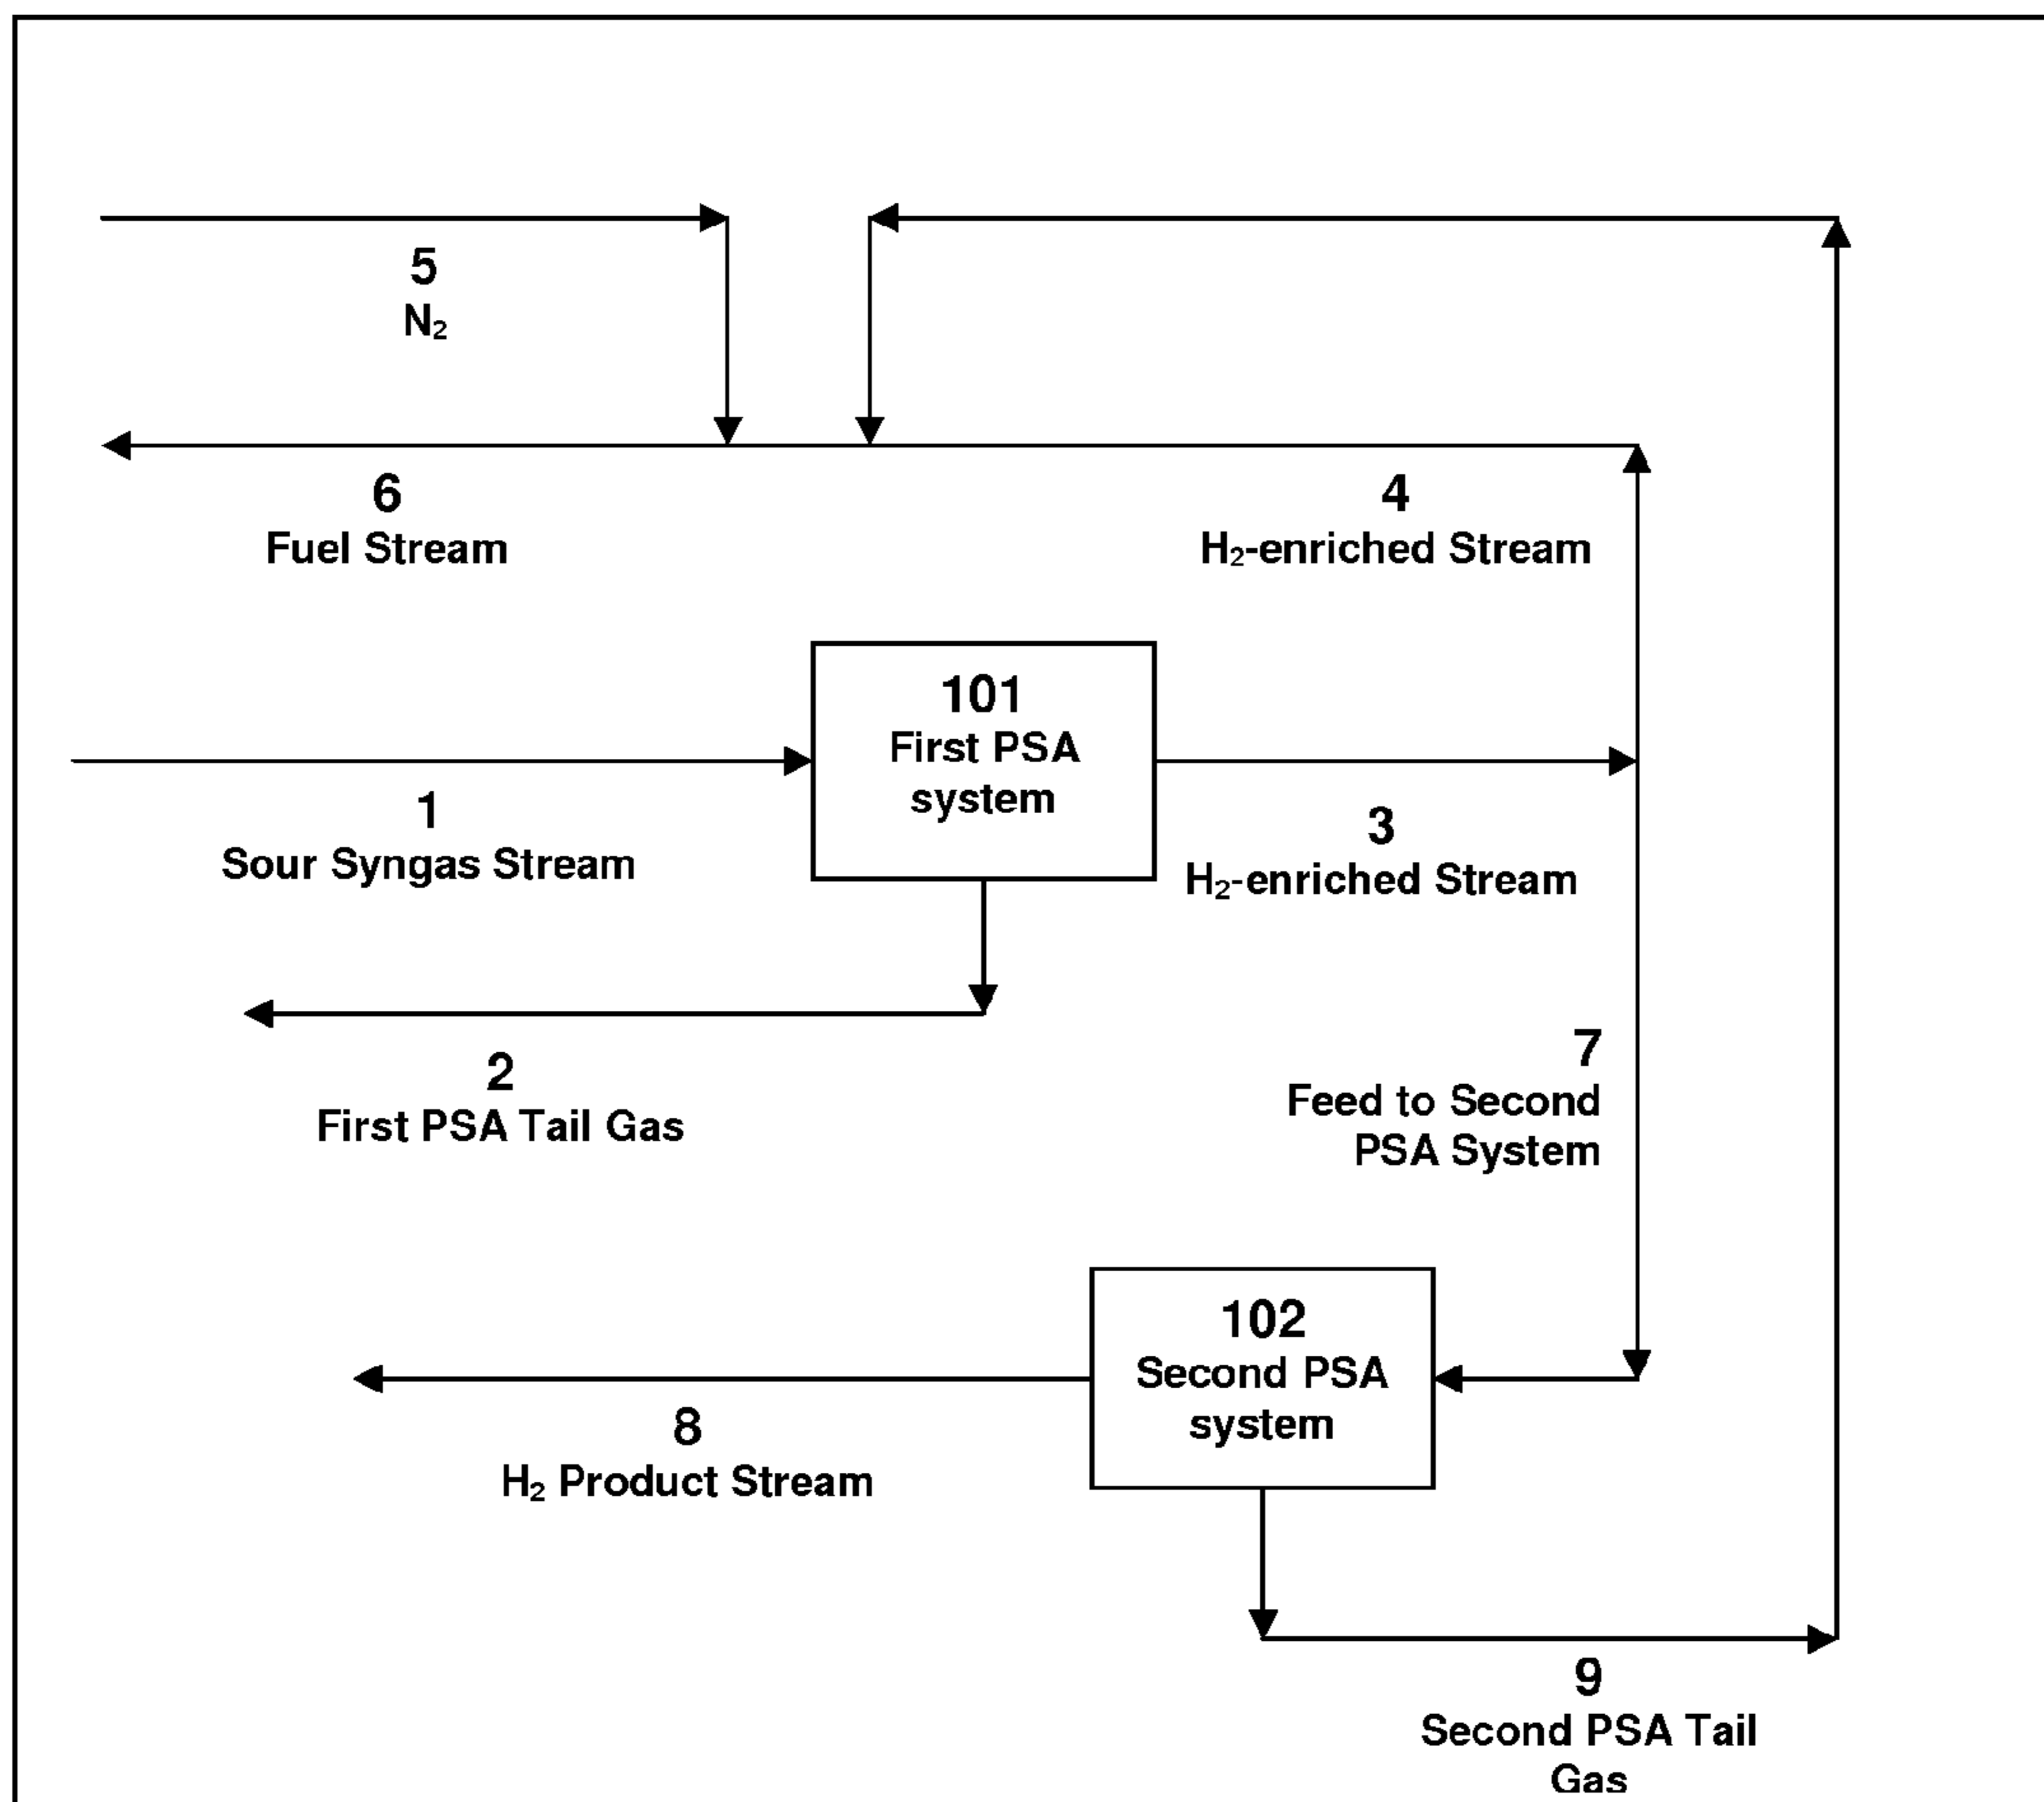 5
N₂
6
Fuel Stream
4
H₂-enriched Stream
101
First PSA
system
1
Sour Syngas Stream
3
H₂-enriched Stream
2
First PSA Tail Gas
7
Feed to Second
PSA System
102
Second PSA
system
8
H₂ Product Stream
9
Second PSA Tail
Gas